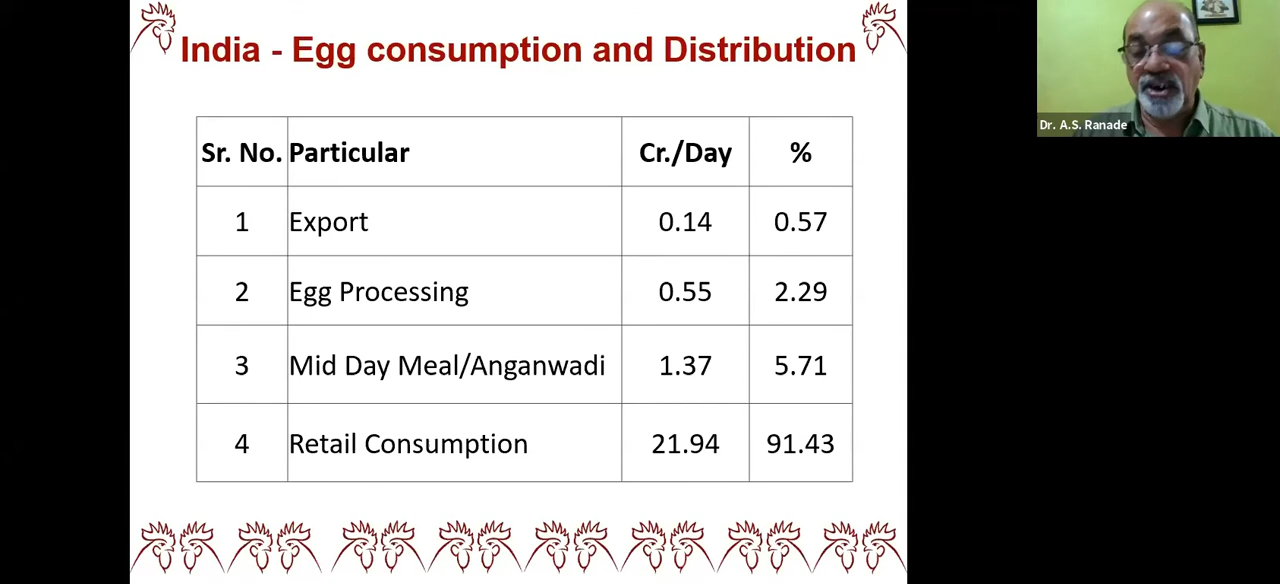 India - Egg consumption and Distribution
Sr. No. Particular Cr./Day %
1 Export 0.14 0.57
2 Egg Processing 0.55 2.29
3 Mid Day Meal/Anganwadi 1.37 5.71
4 Retail Consumption 21.94 91.43
Dr. A.S. Ranade